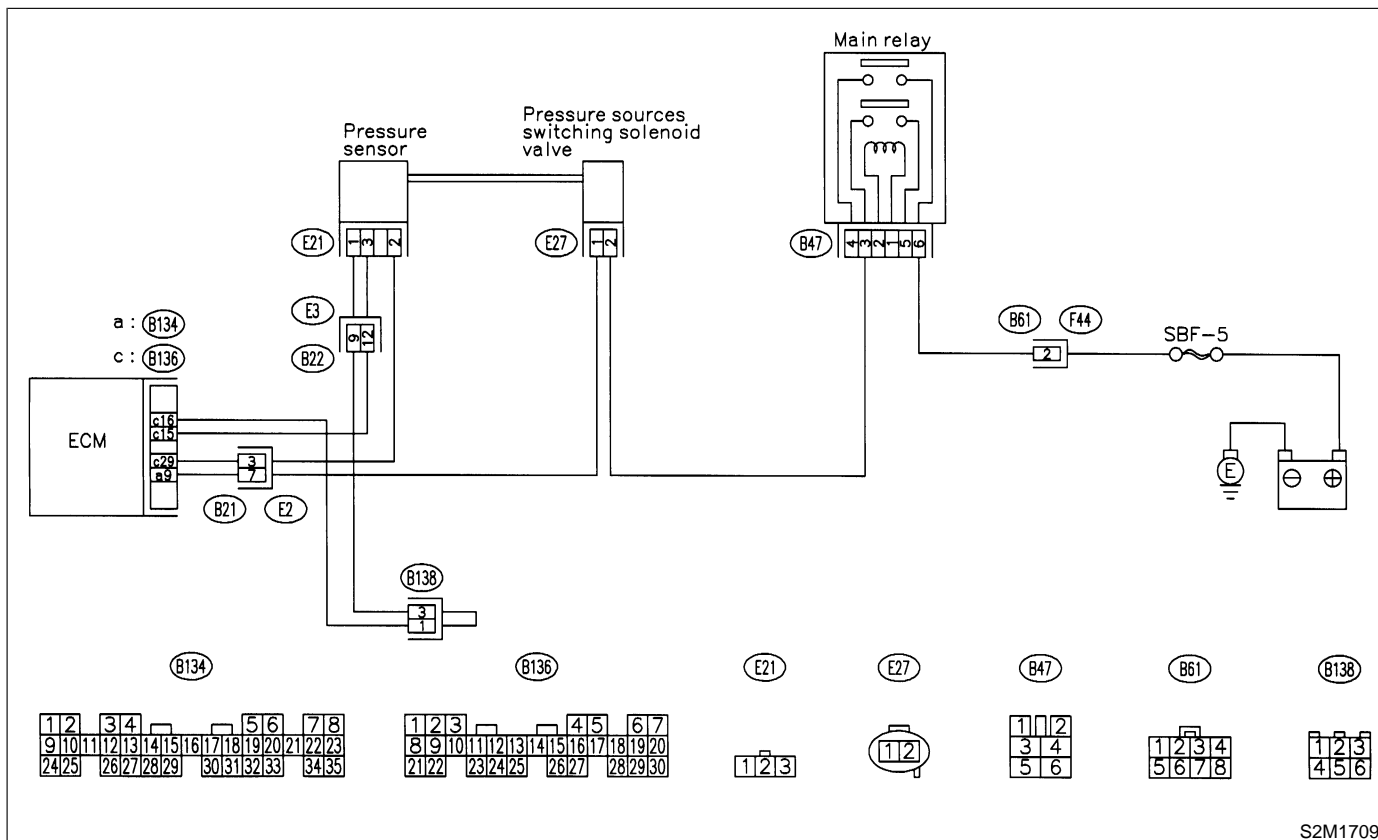 Main relay
Pressure sources
switching solenoid
valve
Pressure
sensor
E21
1 3 2
E27
1 2
B47
4 3 2 1 5 6
E3
9 12
B22
a : B134
c : B136
B61 F44
2
SBF-5
ECM
c16
c15
c29
a9
3
7
B21 E2
E
⊖ ⊕
B138
3
1
B134 B136 E21 E27 B47 B61 B138
1 2 3 4 5 6 7 8
9 10 11 12 13 14 15 16 17 18 19 20 21 22 23
24 25 26 27 28 29 30 31 32 33 34 35
1 2 3 4 5 6 7
8 9 10 11 12 13 14 15 16 17 18 19 20
21 22 23 24 25 26 27 28 29 30
1 2 3
1 2
1 2
3 4
5 6
1 2 3 4
5 6 7 8
1 2 3
4 5 6
S2M1709